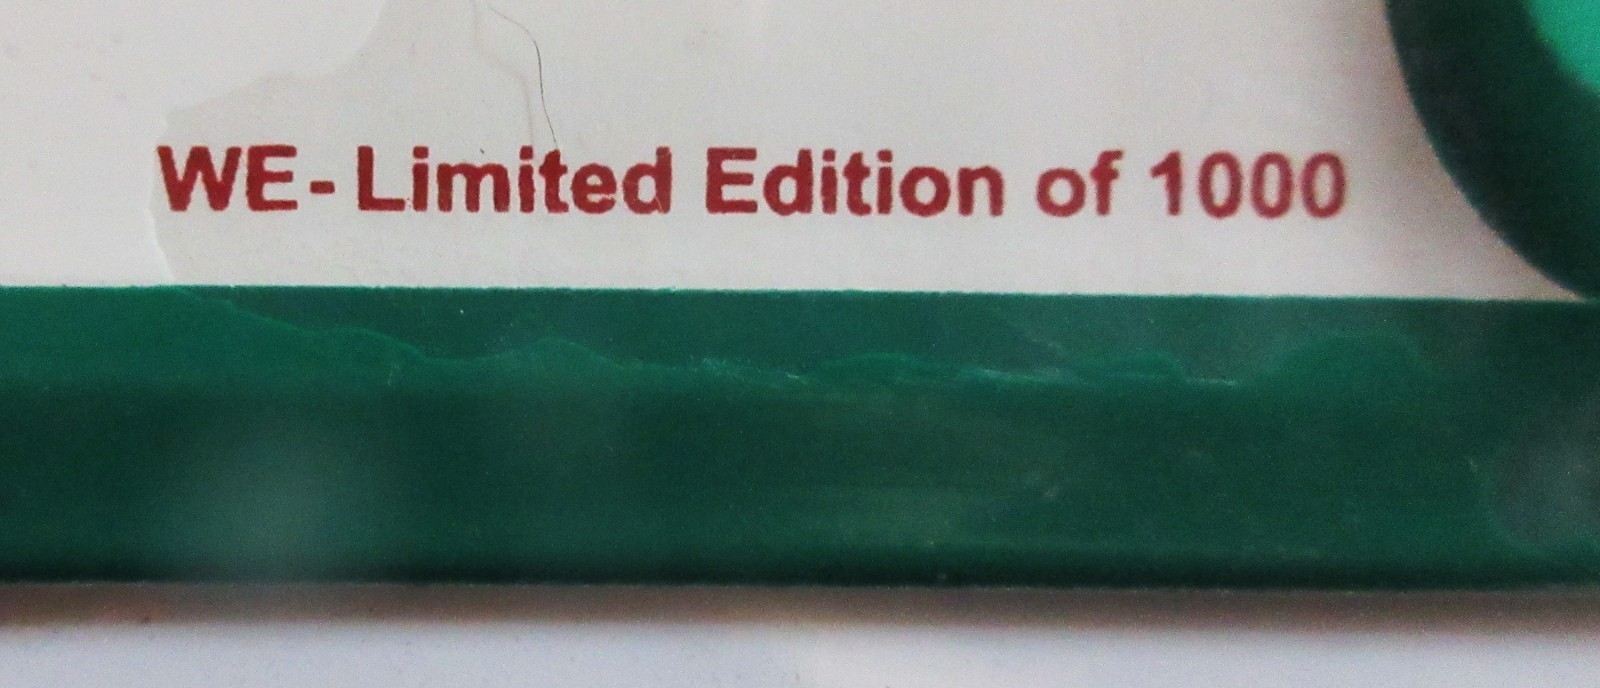 WE- Limited Edition of 1000